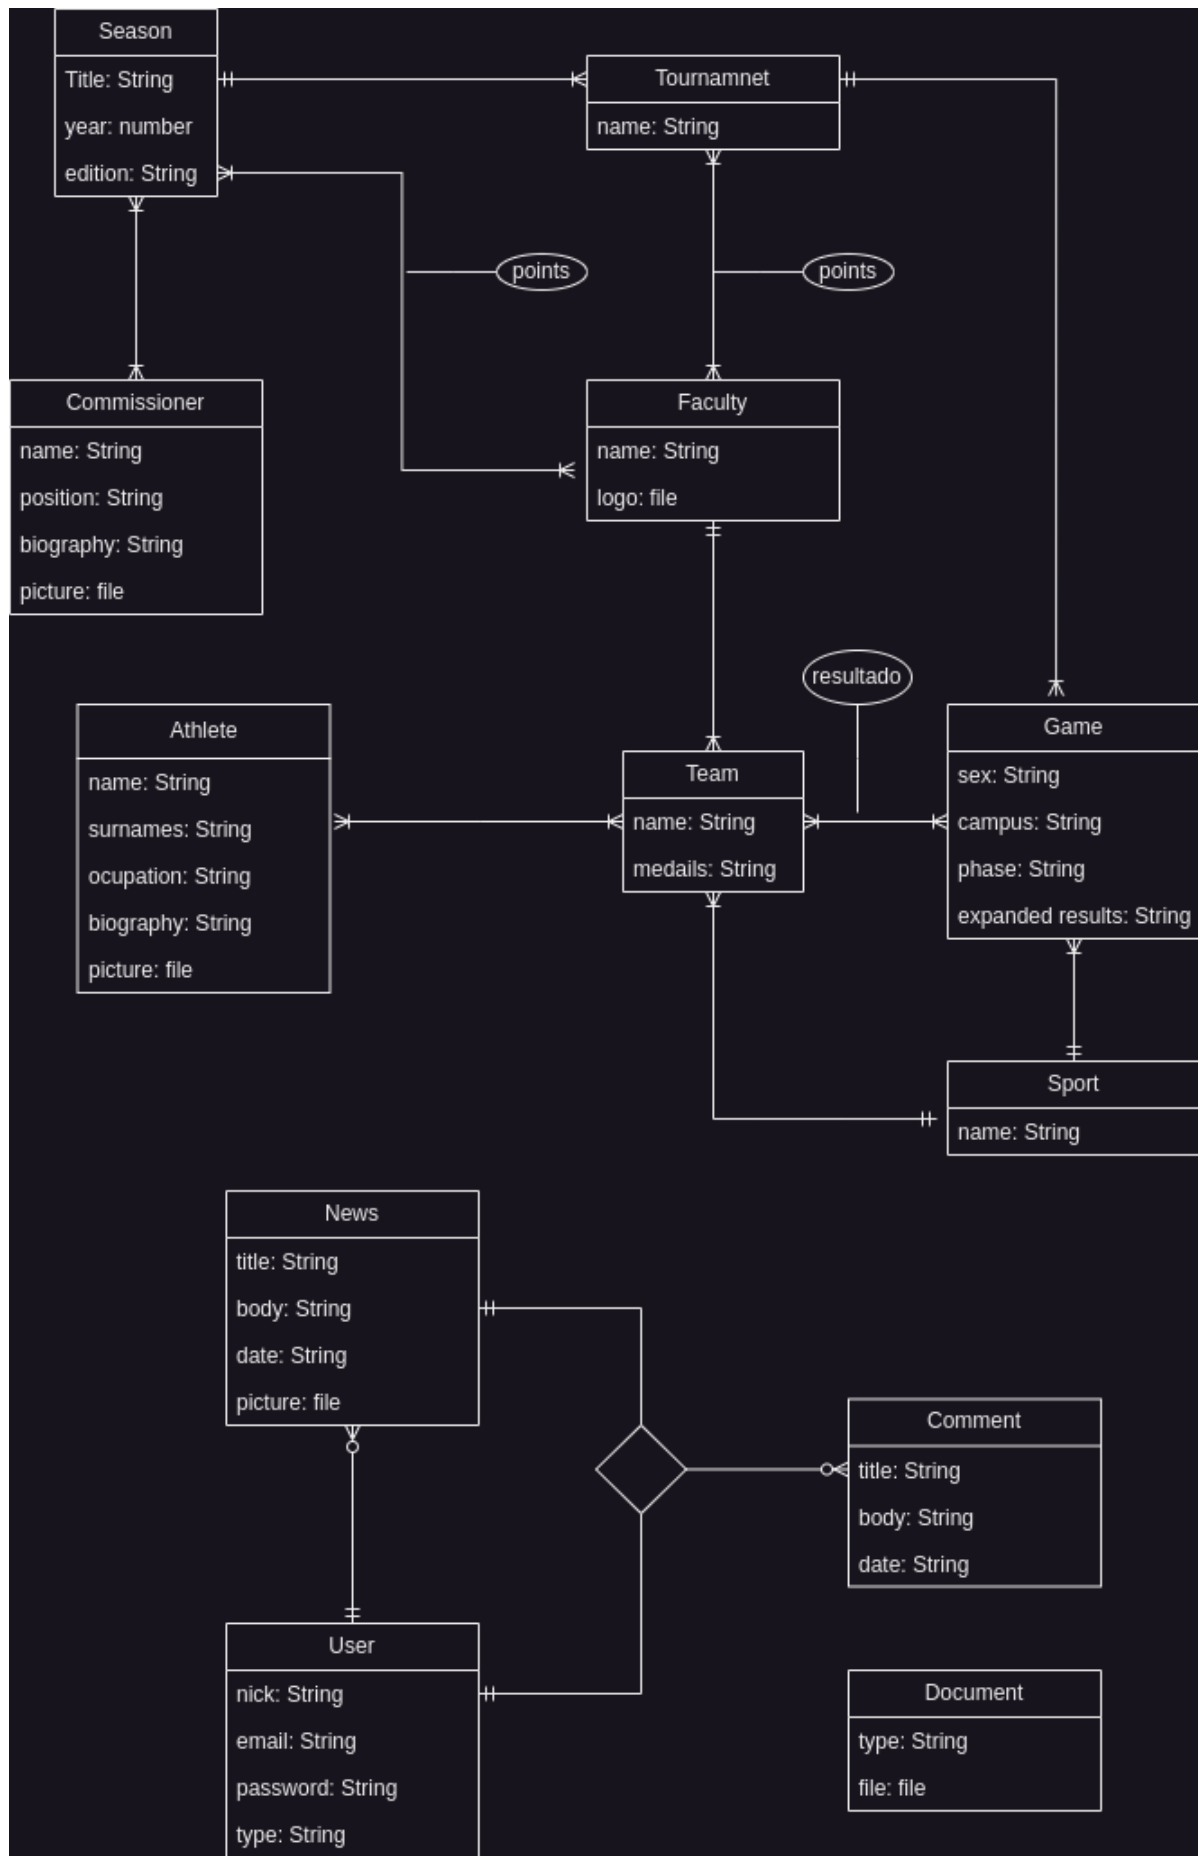 Season
Title: String
year: number
edition: String
Tournamnet
name: String
points
points
Commissioner
name: String
position: String
biography: String
picture: file
Faculty
name: String
logo: file
resultado
Athlete
name: String
surnames: String
ocupation: String
biography: String
picture: file
Team
name: String
medails: String
Game
sex: String
campus: String
phase: String
expanded results: String
Sport
name: String
News
title: String
body: String
date: String
picture: file
Comment
title: String
body: String
date: String
User
nick: String
email: String
password: String
type: String
Document
type: String
file: file